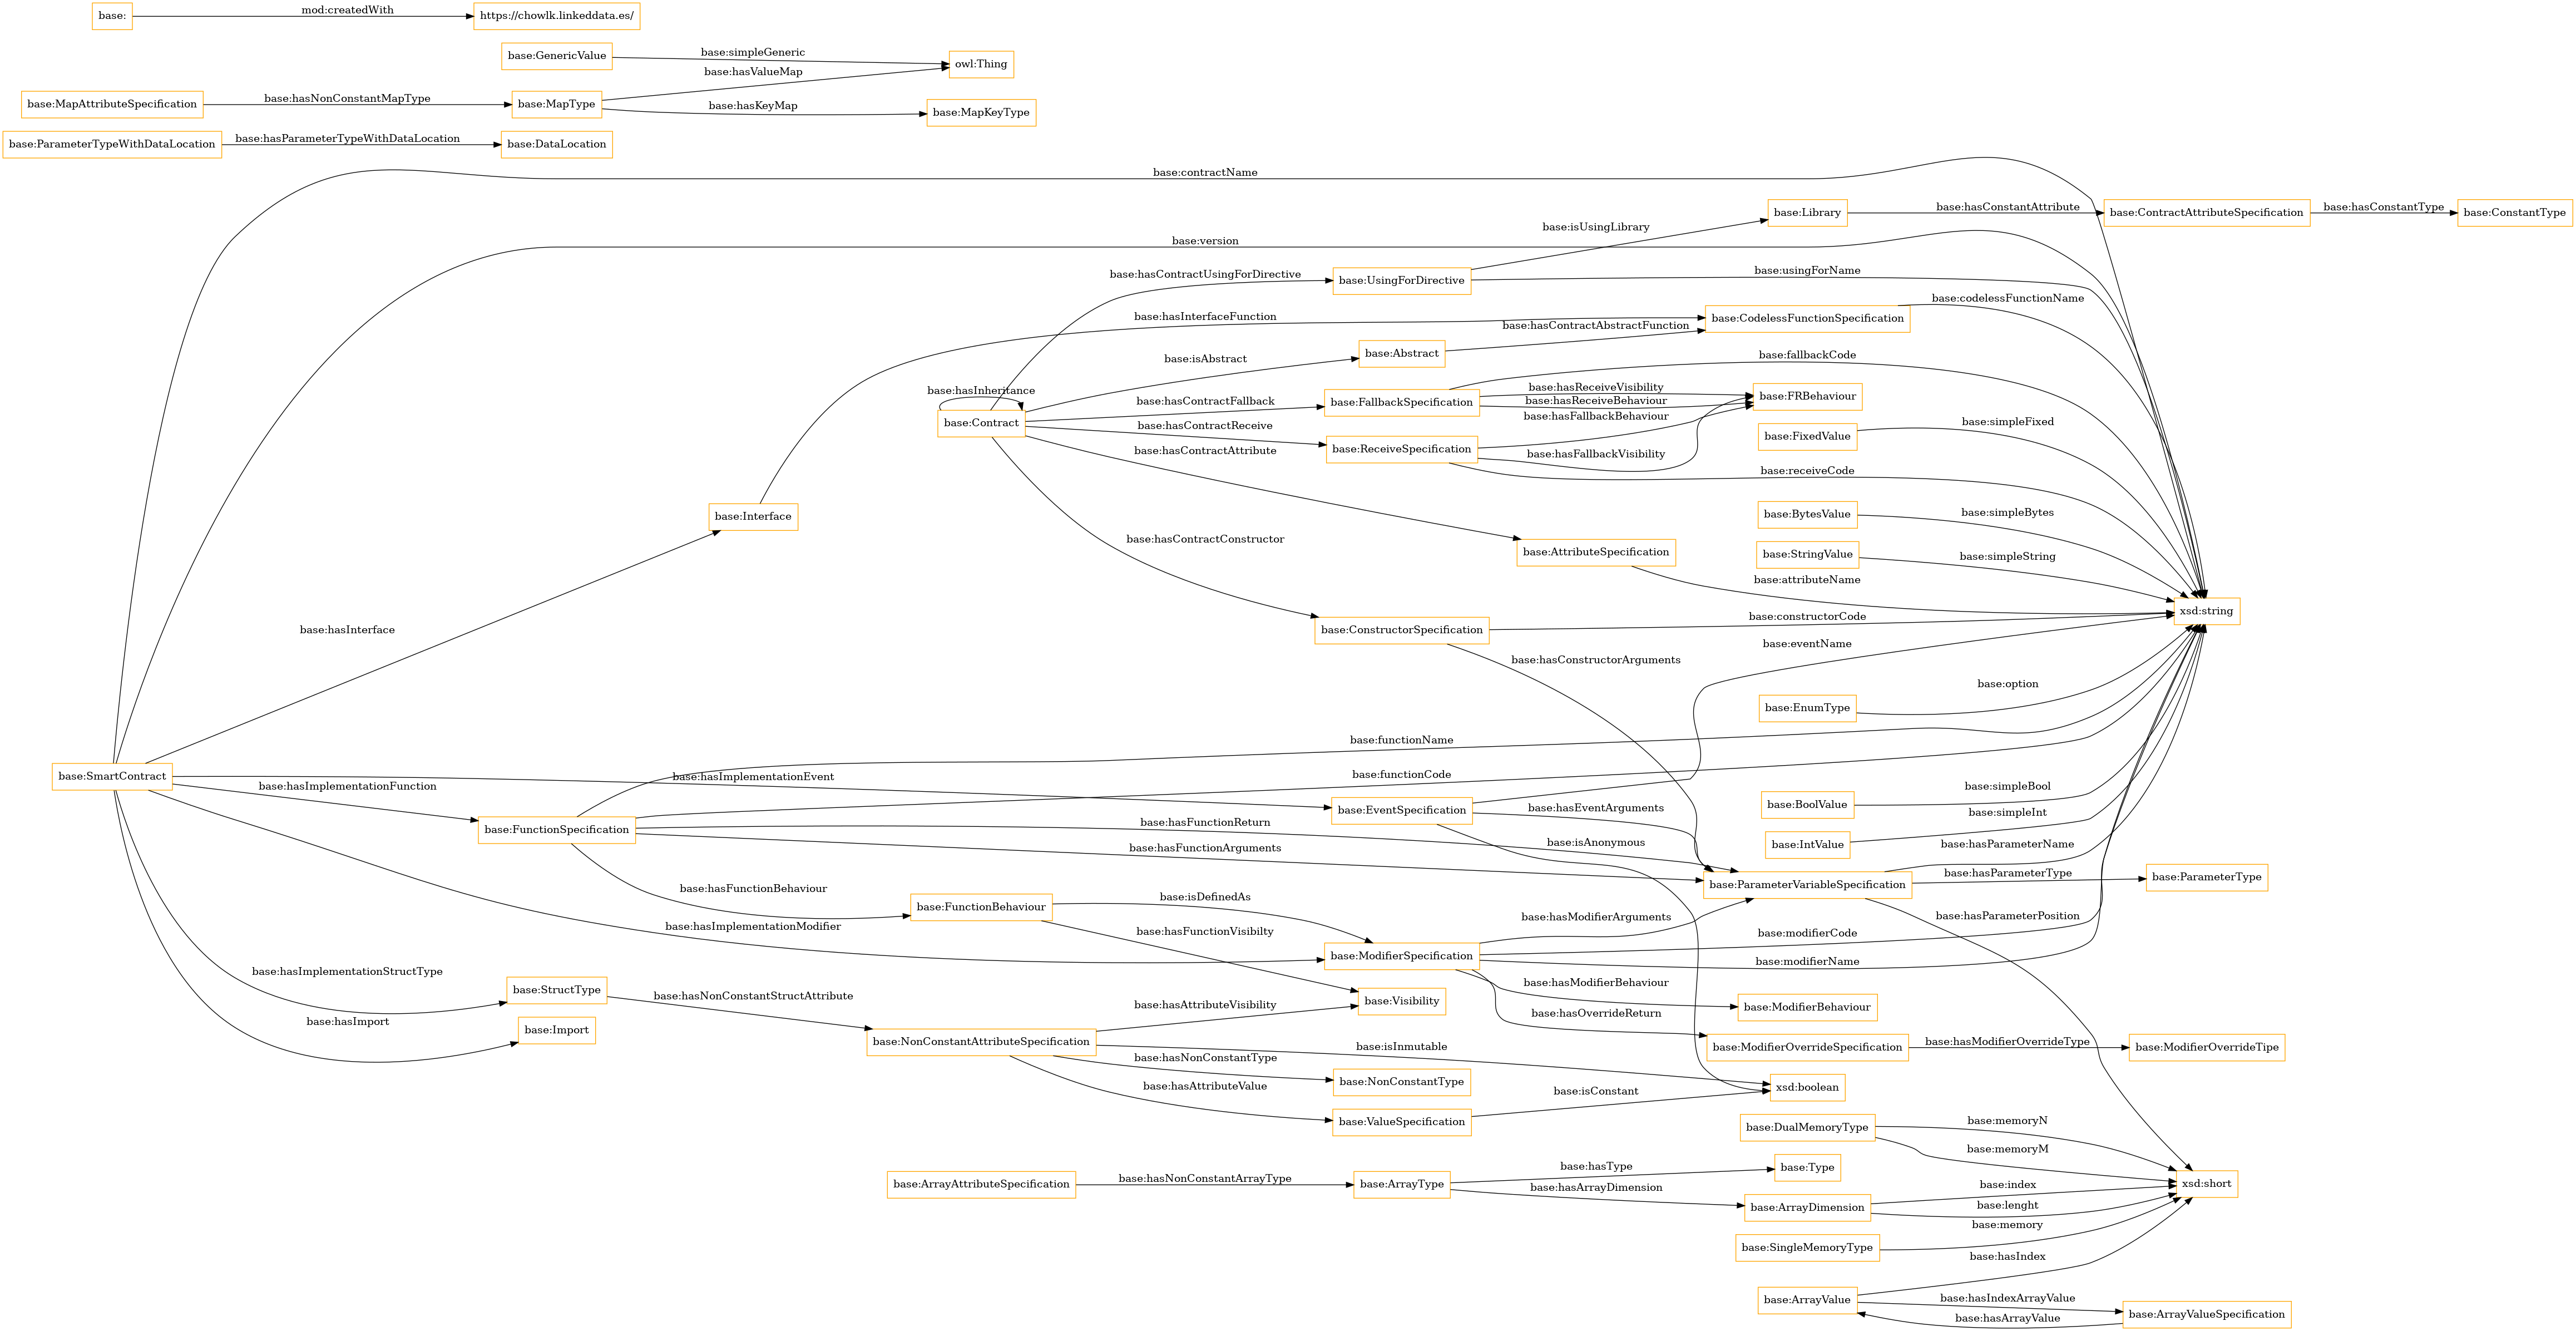 base:
mod:createdWith
https://chowlk.linkeddata.es/
base:GenericValue
base:simpleGeneric
owl:Thing
base:hasValueMap
base:MapAttributeSpecification
base:hasNonConstantMapType
base:MapType
base:hasKeyMap
base:MapKeyType
base:ParameterTypeWithDataLocation
base:hasParameterTypeWithDataLocation
base:DataLocation
base:contractName
base:Library
base:hasConstantAttribute
base:ContractAttributeSpecification
base:hasConstantType
base:ConstantType
base:isUsingLibrary
base:version
base:hasContractUsingForDirective
base:UsingForDirective
base:usingForName
base:hasInterfaceFunction
base:codelessFunctionName
base:CodelessFunctionSpecification
base:hasContractAbstractFunction
base:isAbstract
base:Abstract
base:fallbackCode
base:hasInheritance
base:hasReceiveVisibility
base:hasContractFallback
base:FallbackSpecification
base:hasReceiveBehaviour
base:FRBehaviour
base:hasFallbackBehaviour
base:Contract
base:hasContractReceive
base:FixedValue
base:simpleFixed
base:hasContractAttribute
base:ReceiveSpecification
base:hasFallbackVisibility
base:receiveCode
base:Interface
base:BytesValue
base:simpleBytes
base:hasContractConstructor
base:AttributeSpecification
base:StringValue
base:simpleString
base:attributeName
xsd:string
base:hasInterface
base:ConstructorSpecification
base:constructorCode
base:eventName
base:hasConstructorArguments
base:option
base:EnumType
base:functionName
base:SmartContract
base:hasImplementationEvent
base:functionCode
base:hasImplementationFunction
base:simpleBool
base:BoolValue
base:EventSpecification
base:hasEventArguments
base:simpleInt
base:FunctionSpecification
base:hasFunctionReturn
base:isAnonymous
base:IntValue
base:hasParameterName
base:hasFunctionArguments
base:hasParameterType
base:ParameterType
base:ParameterVariableSpecification
base:hasFunctionBehaviour
base:FunctionBehaviour
base:isDefinedAs
base:hasModifierArguments
base:hasParameterPosition
base:hasImplementationModifier
base:hasFunctionVisibilty
base:modifierCode
base:ModifierSpecification
base:modifierName
base:hasImplementationStructType
base:hasModifierBehaviour
base:StructType
base:hasNonConstantStructAttribute
base:hasAttributeVisibility
base:Visibility
base:ModifierBehaviour
base:hasOverrideReturn
base:hasImport
base:Import
base:NonConstantAttributeSpecification
base:isInmutable
base:ModifierOverrideSpecification
base:hasModifierOverrideType
base:ModifierOverrideTipe
base:hasNonConstantType
base:NonConstantType
base:hasAttributeValue
xsd:boolean
base:isConstant
base:ValueSpecification
base:DualMemoryType
base:memoryN
base:memoryM
base:ArrayAttributeSpecification
base:hasNonConstantArrayType
base:ArrayType
base:hasType
base:Type
base:hasArrayDimension
base:index
xsd:short
base:ArrayDimension
base:lenght
base:memory
base:SingleMemoryType
base:hasIndex
base:ArrayValue
base:hasIndexArrayValue
base:ArrayValueSpecification
base:hasArrayValue